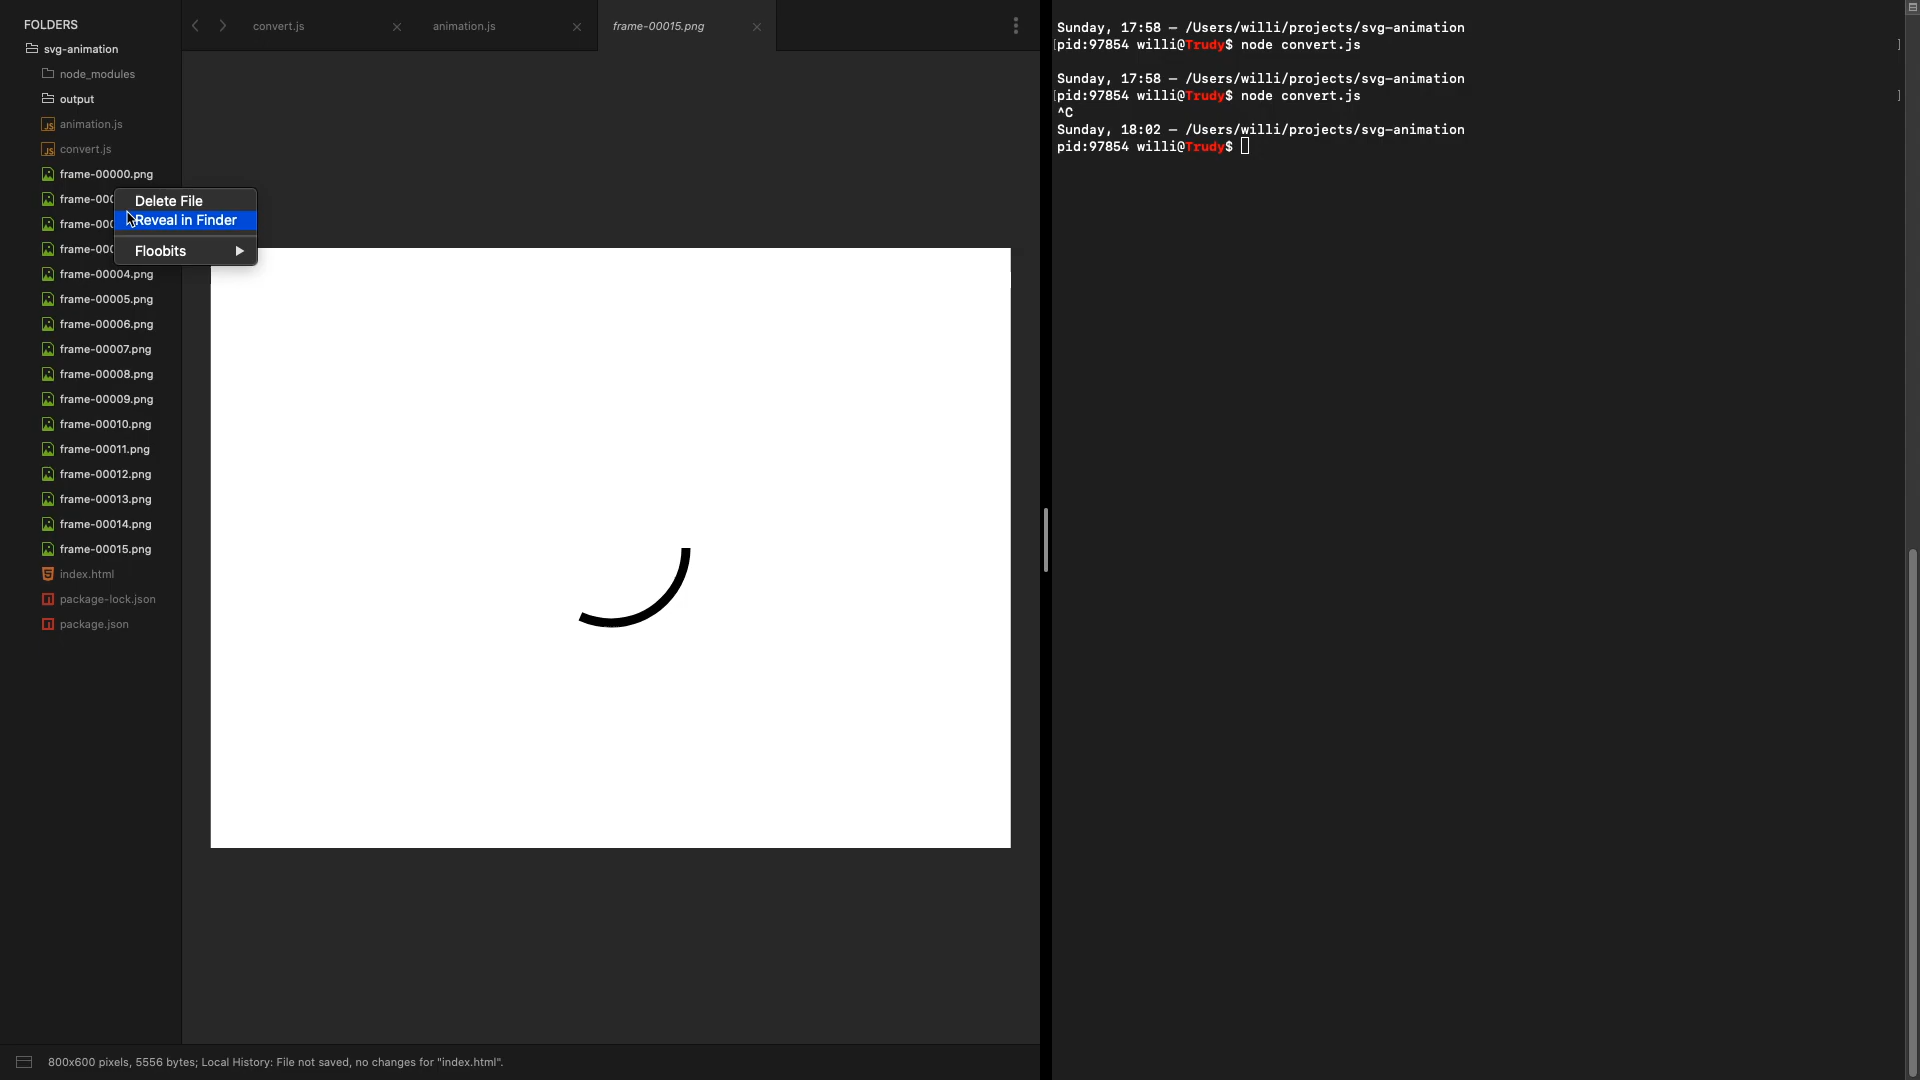 FOLDERS
svg-animation
node_modules
output
animation.js
convert.js
frame-00000.png
frame-000
frame-000
frame-000
frame-00004.png
frame-00005.png
frame-00006.png
frame-00007.png
frame-00008.png
frame-00009.png
frame-00010.png
frame-00011.png
frame-00012.png
frame-00013.png
frame-00014.png
frame-00015.png
index.html
package-lock.json
package.json
Delete File
Reveal in Finder
Floobits
convert.js
animation.js
frame-00015.png
800x600 pixels, 5556 bytes; Local History: File not saved, no changes for "index.html".
Sunday, 17:58 — /Users/willi/projects/svg-animation
[pid:97854 willi@Trudy$ node convert.js ]
Sunday, 17:58 — /Users/willi/projects/svg-animation
[pid:97854 willi@Trudy$ node convert.js ]
^C
Sunday, 18:02 — /Users/willi/projects/svg-animation
pid:97854 willi@Trudy$